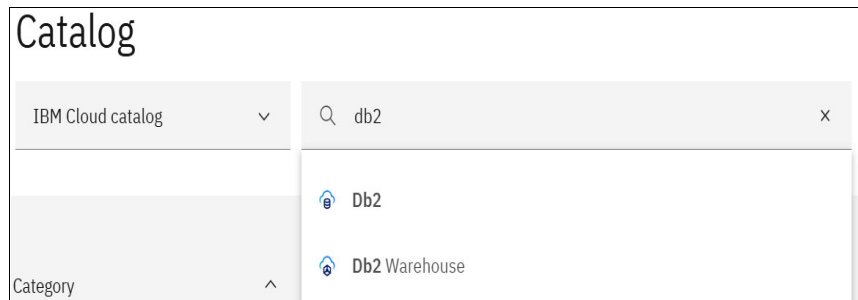 Catalog
IBM Cloud catalog
db2
Db2
Db2 Warehouse
Category